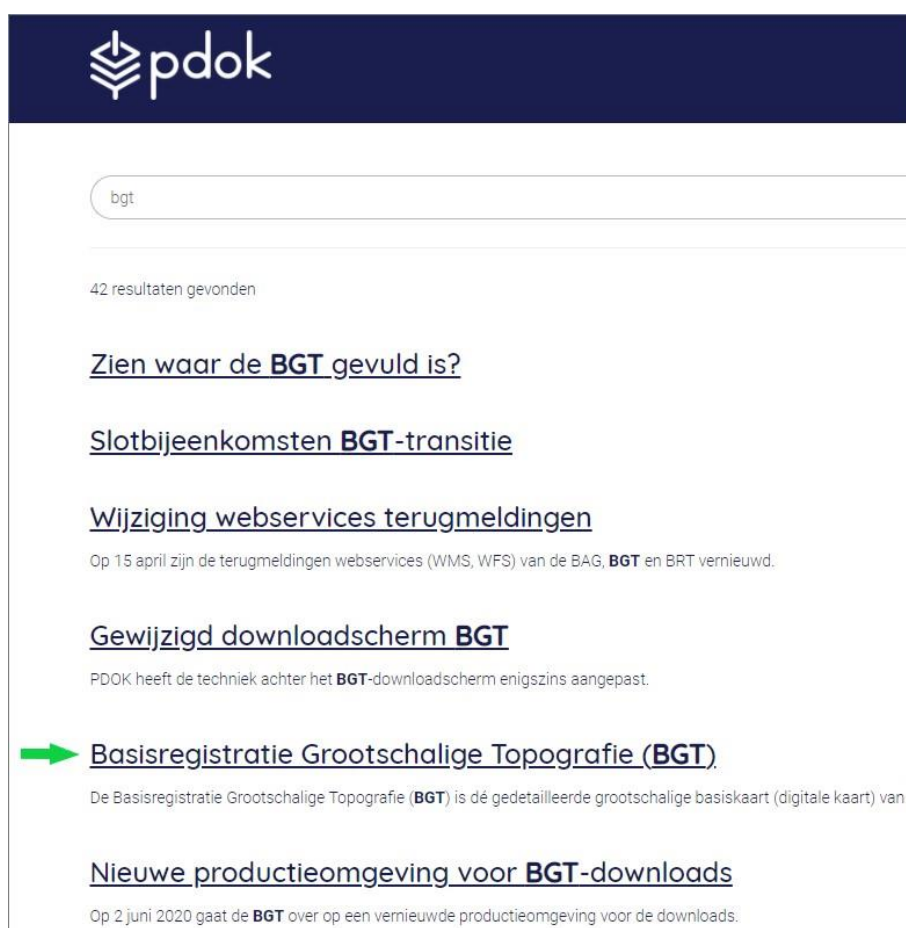 pdok
bgt
42 resultaten gevonden
Zien waar de BGT gevuld is?
Slotbijeenkomsten BGT-transitie
Wijziging webservices terugmeldingen
Op 15 april zijn de terugmeldingen webservices (WMS, WFS) van de BAG, BGT en BRT vernieuwd.
Gewijzigd downloadscherm BGT
PDOK heeft de techniek achter het BGT-downloadscherm enigszins aangepast.
Basisregistratie Grootschalige Topografie (BGT)
De Basisregistratie Grootschalige Topografie (BGT) is dé gedetailleerde grootschalige basiskaart (digitale kaart) van
Nieuwe productieomgeving voor BGT-downloads
Op 2 juni 2020 gaat de BGT over op een vernieuwde productieomgeving voor de downloads.